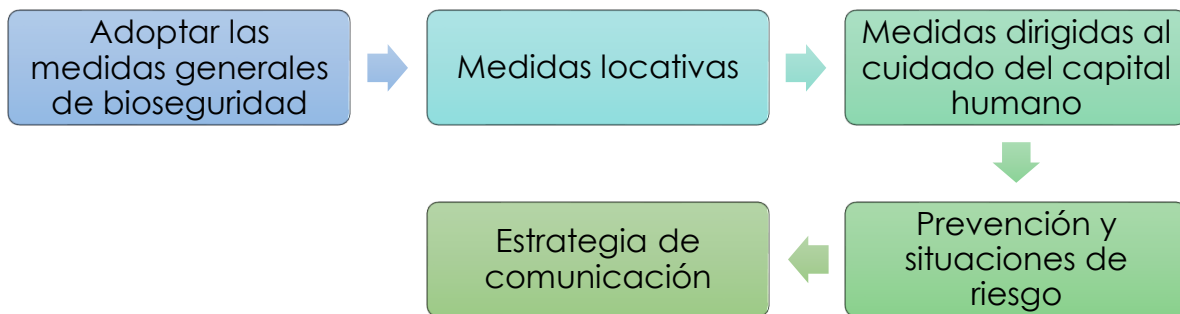 Adoptar las
medidas generales
de bioseguridad
Medidas locativas
Medidas dirigidas al
cuidado del capital
humano
Prevención y
situaciones de
riesgo
Estrategia de
comunicación